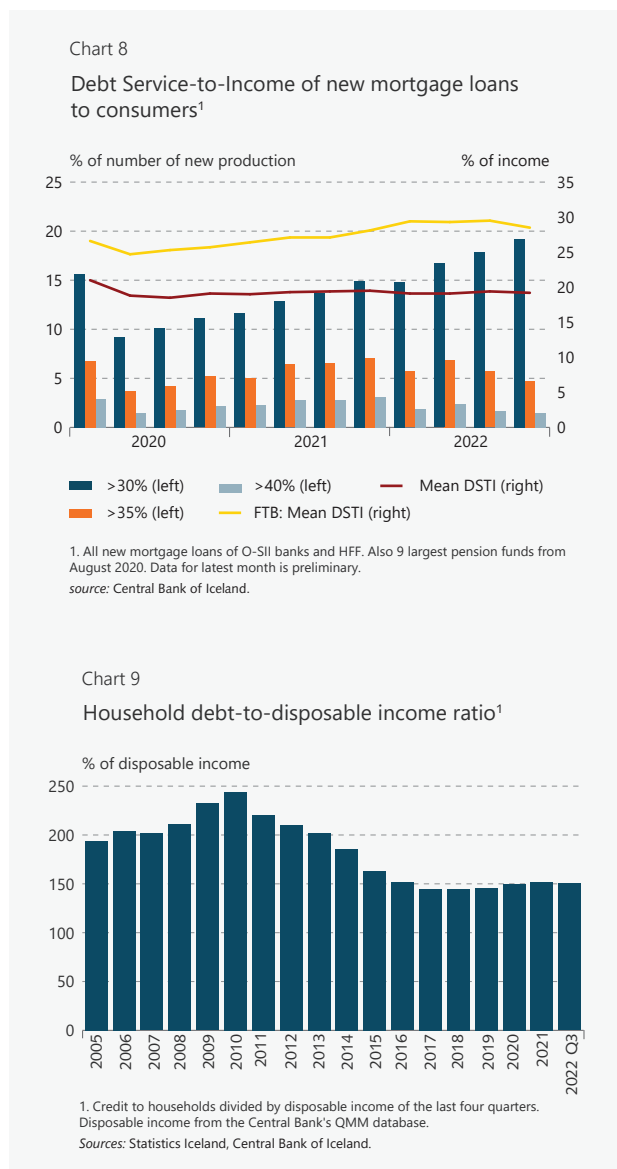 Chart 8
Debt Service-to-Income of new mortgage loans
to consumers¹
% of number of new production % of income
25 35
20 30
15 25
10 20
5 15
0 10
5
0
2020 2021 2022
>30% (left) >40% (left) Mean DSTI (right)
>35% (left) FTB: Mean DSTI (right)
1. All new mortgage loans of O-SII banks and HFF. Also 9 largest pension funds from
August 2020. Data for latest month is preliminary.
source: Central Bank of Iceland.
Chart 9
Household debt-to-disposable income ratio¹
% of disposable income
250
200
150
100
50
0
2005 2006 2007 2008 2009 2010 2011 2012 2013 2014 2015 2016 2017 2018 2019 2020 2021 2022 Q3
1. Credit to households divided by disposable income of the last four quarters.
Disposable income from the Central Bank's QMM database.
Sources: Statistics Iceland, Central Bank of Iceland.